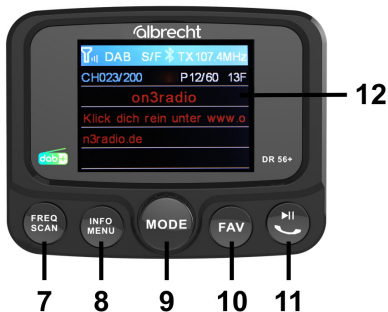 albrecht
DAB S/F TX107.4MHz
CH023/200 P12/60 13F
on3radio
Klick dich rein unter www.o
n3radio.de
12
dab+
DR 56+
FREQ SCAN
INFO MENU
MODE
FAV
7
8
9
10
11